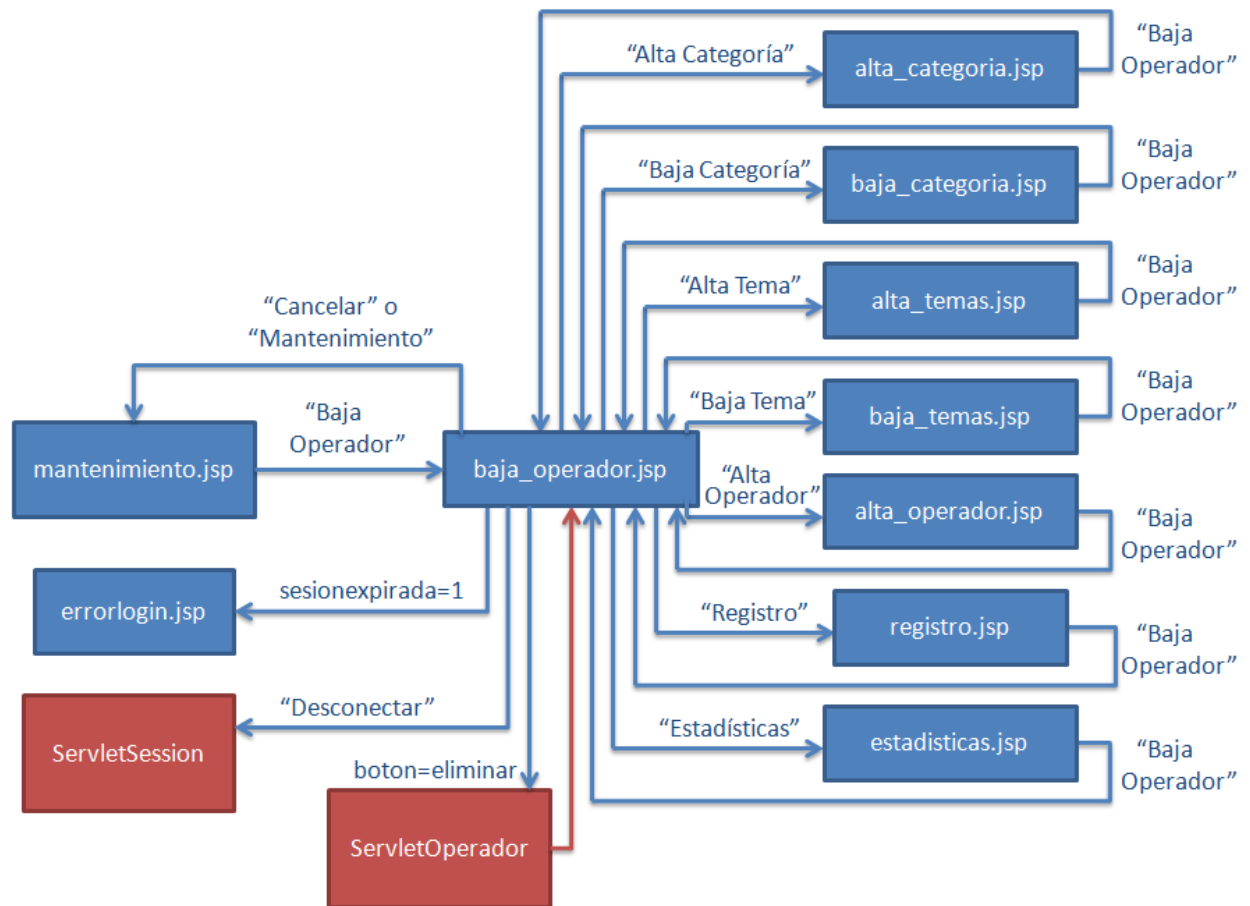 “Baja
Operador”
“Alta Categoría”
alta_categoria.jsp
“Baja
Operador”
“Baja Categoría”
baja_categoria.jsp
“Baja
Operador”
“Alta Tema”
alta_temas.jsp
“Cancelar” o
“Mantenimiento”
“Baja
Operador”
“Baja Tema”
baja_temas.jsp
“Baja
Operador”
mantenimiento.jsp
baja_operador.jsp
“Alta
Operador”
alta_operador.jsp
“Baja
Operador”
sesionexpirada=1
errorlogin.jsp
“Registro”
registro.jsp
“Baja
Operador”
“Desconectar”
ServletSession
“Estadísticas”
estadisticas.jsp
“Baja
Operador”
boton=eliminar
ServletOperador